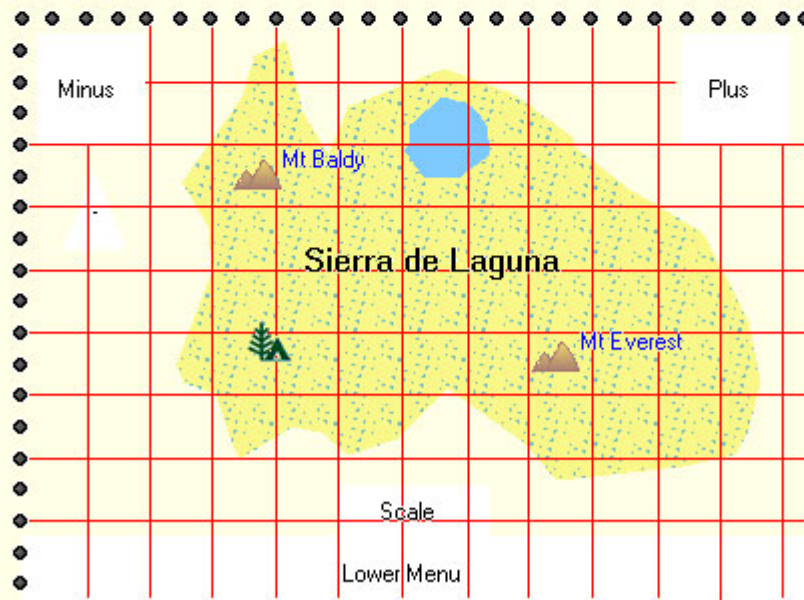 Minus
Plus
Mt Baldy
Sierra de Laguna
Mt Everest
Scale
Lower Menu